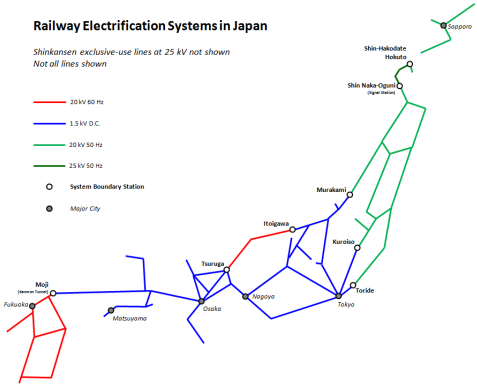 Railway Electrification Systems in Japan
Shinkansen exclusive-use lines at 25 kV not shown
Not all lines shown
20 kV 60 Hz
1.5 kV D.C.
20 kV 50 Hz
25 kV 50 Hz
System Boundary Station
Major City
Sapporo
Shin-Hakodate
Hokuto
Shin Naka-Oguni
(Signal Station)
Murakami
Itoigawa
Kuroiso
Tsuruga
Toride
Moji
(Kanmon Tunnel)
Fukuoka
Matsuyama
Osaka
Nagoya
Tokyo